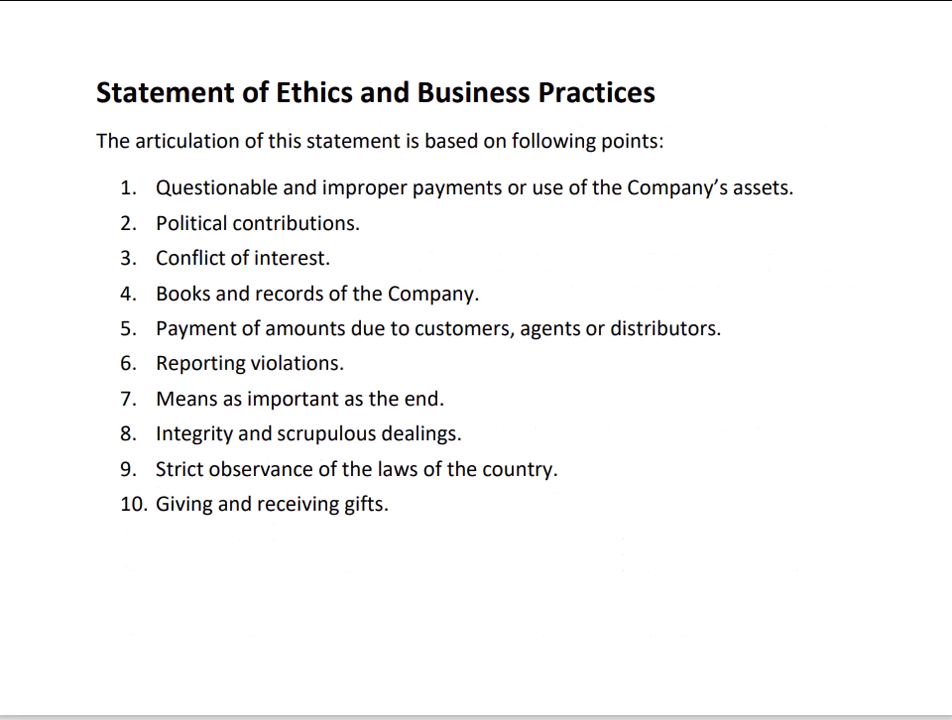 Statement of Ethics and Business Practices
The articulation of this statement is based on following points:
1. Questionable and improper payments or use of the Company’s assets.
2. Political contributions.
3. Conflict of interest.
4. Books and records of the Company.
5. Payment of amounts due to customers, agents or distributors.
6. Reporting violations.
7. Means as important as the end.
8. Integrity and scrupulous dealings.
9. Strict observance of the laws of the country.
10. Giving and receiving gifts.